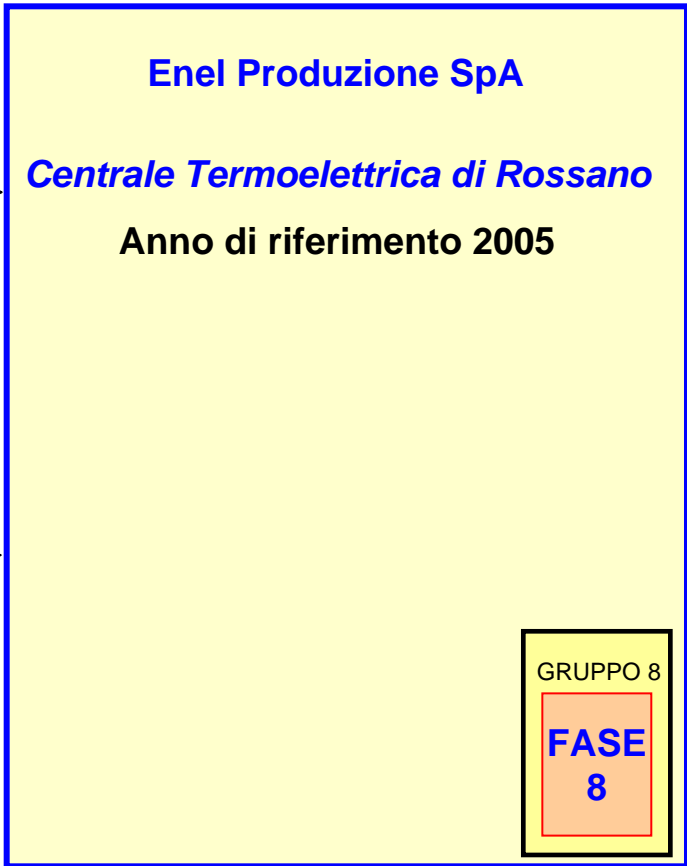 Enel Produzione SpA
Centrale Termoelettrica di Rossano
Anno di riferimento 2005
GRUPPO 8
FASE
8